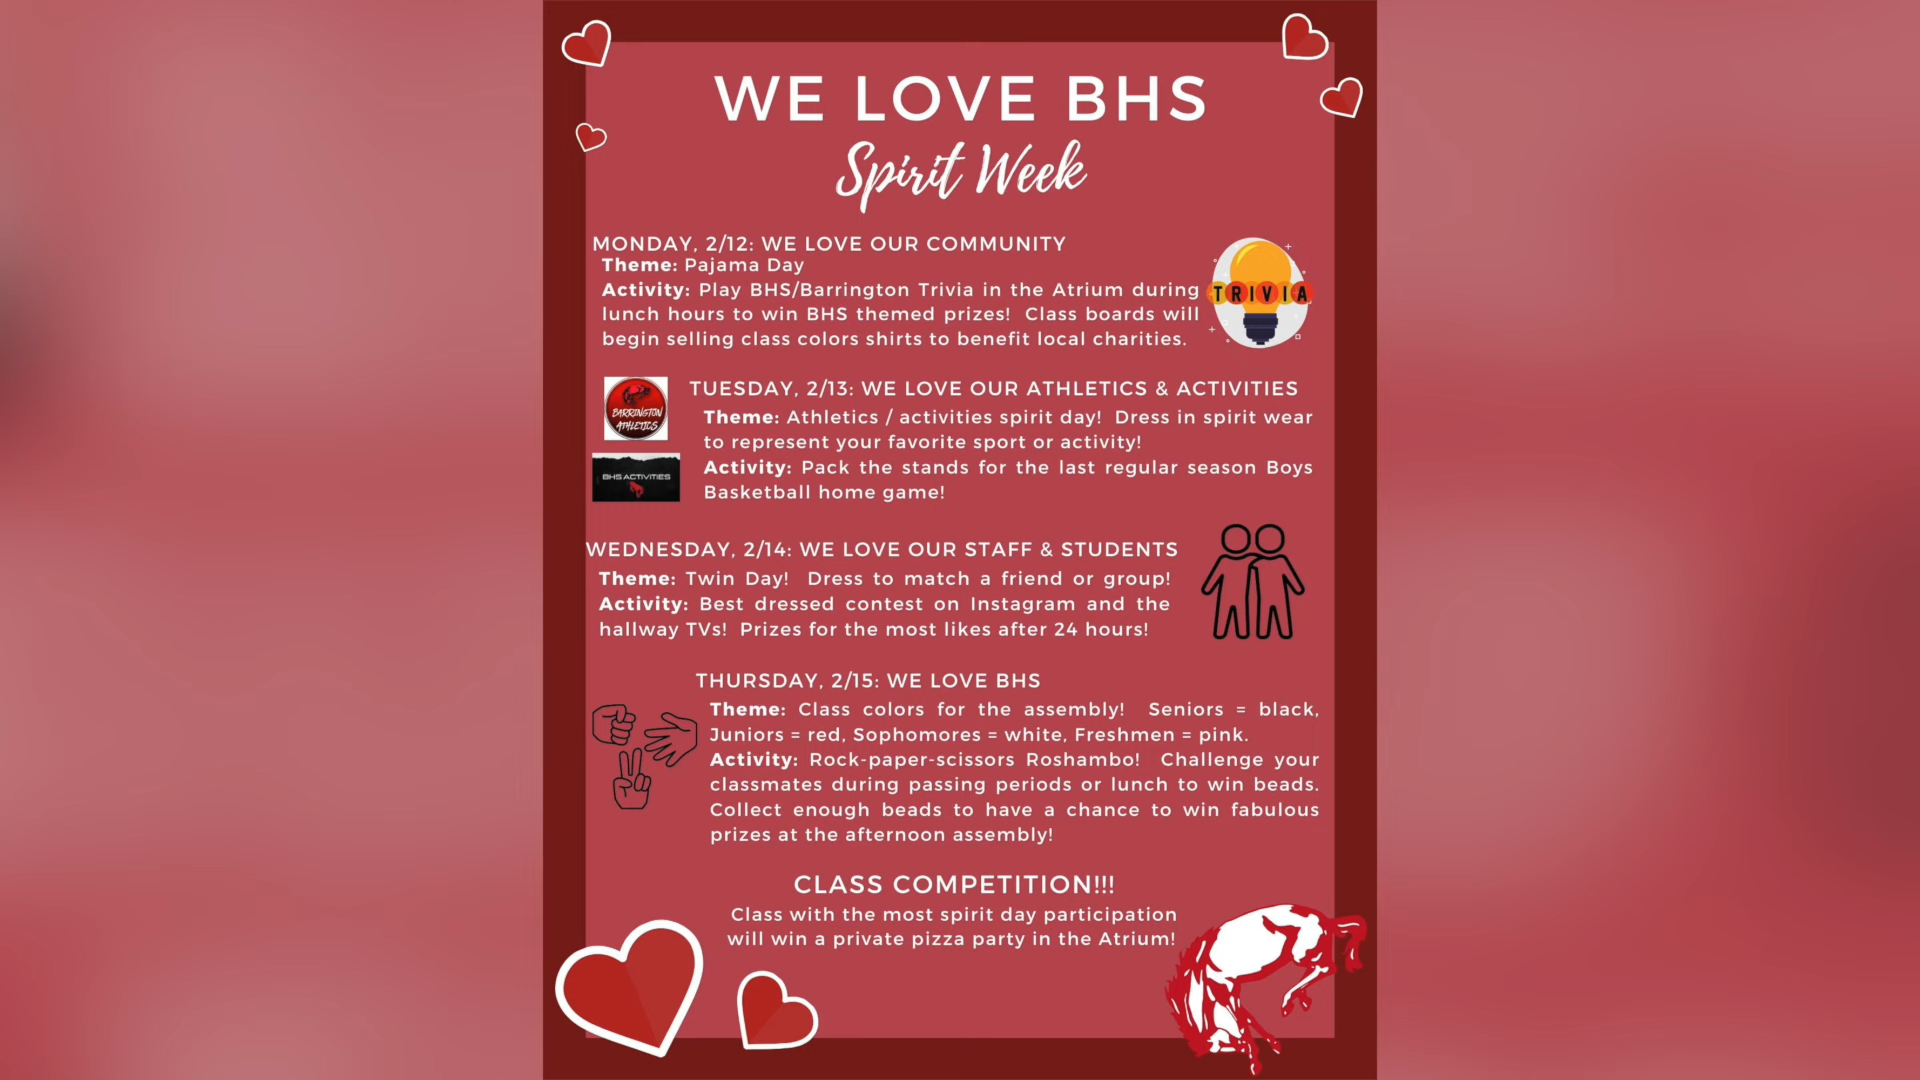 WE LOVE BHS
Spirit Week
MONDAY, 2/12: WE LOVE OUR COMMUNITY
Theme: Pajama Day
Activity: Play BHS/Barrington Trivia in the Atrium during
lunch hours to win BHS themed prizes! Class boards will
begin selling class colors shirts to benefit local charities.
TRIVIA
BARRINGTON
ATHLETICS
BHS ACTIVITIES
TUESDAY, 2/13: WE LOVE OUR ATHLETICS & ACTIVITIES
Theme: Athletics / activities spirit day! Dress in spirit wear
to represent your favorite sport or activity!
Activity: Pack the stands for the last regular season Boys
Basketball home game!
WEDNESDAY, 2/14: WE LOVE OUR STAFF & STUDENTS
Theme: Twin Day! Dress to match a friend or group!
Activity: Best dressed contest on Instagram and the
hallway TVs! Prizes for the most likes after 24 hours!
THURSDAY, 2/15: WE LOVE BHS
Theme: Class colors for the assembly! Seniors = black,
Juniors = red, Sophomores = white, Freshmen = pink.
Activity: Rock-paper-scissors Roshambo! Challenge your
classmates during passing periods or lunch to win beads.
Collect enough beads to have a chance to win fabulous
prizes at the afternoon assembly!
CLASS COMPETITION!!!
Class with the most spirit day participation
will win a private pizza party in the Atrium!